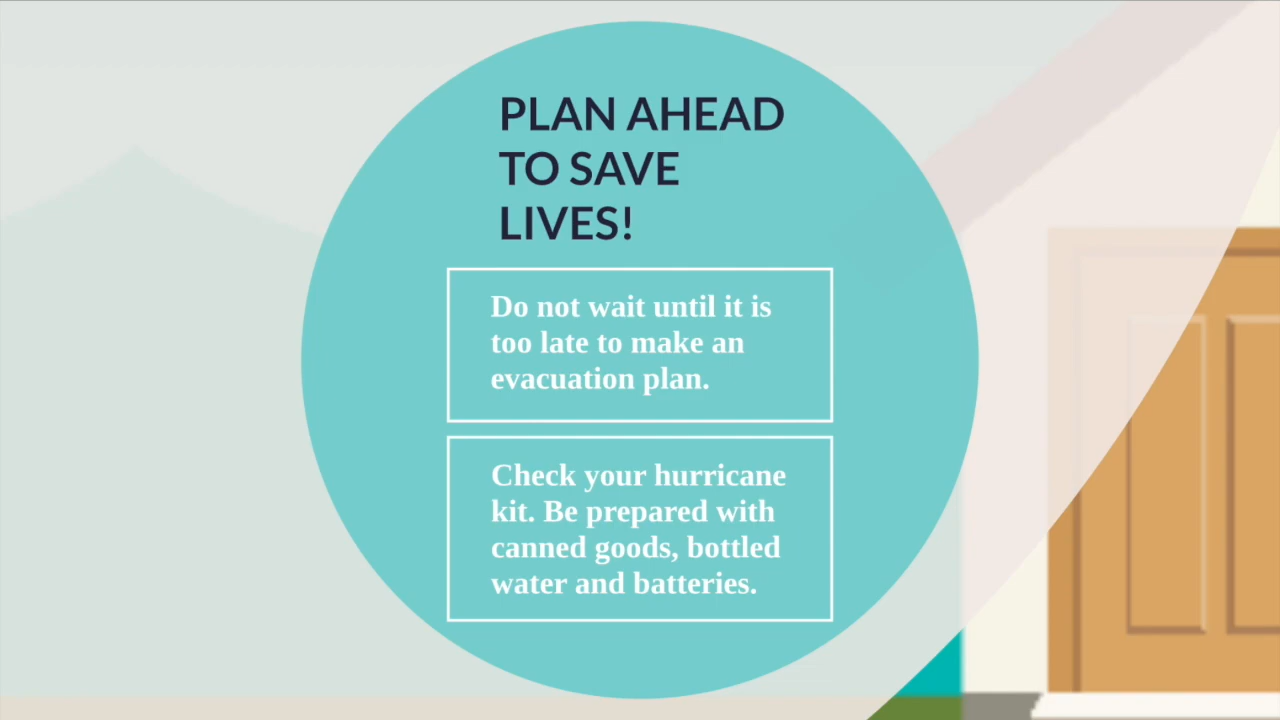 PLAN AHEAD
TO SAVE
LIVES!
Do not wait until it is
too late to make an
evacuation plan.
Check your hurricane
kit. Be prepared with
canned goods, bottled
water and batteries.